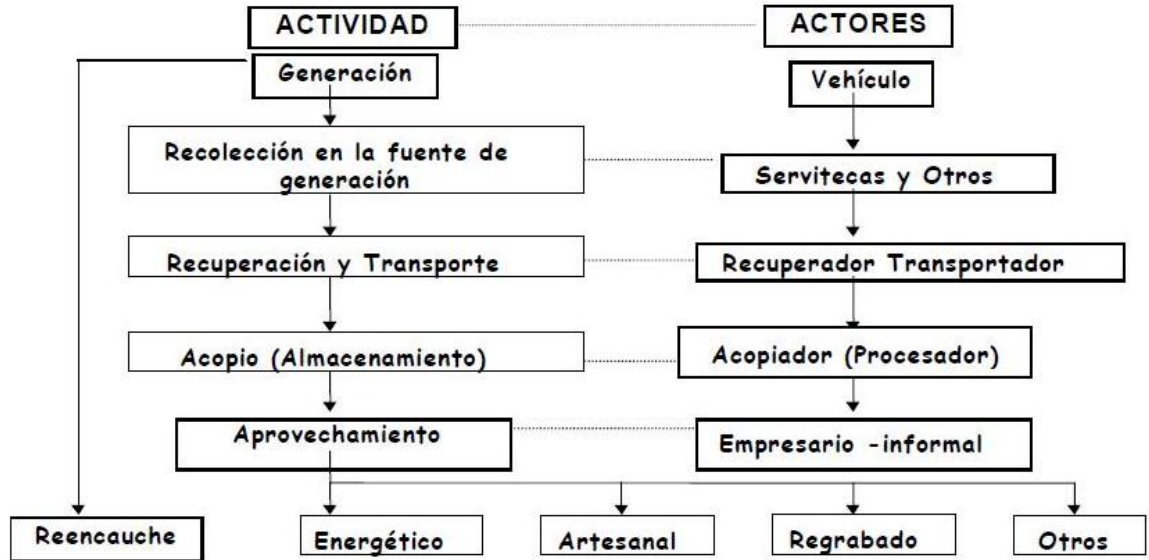 ACTIVIDAD
ACTORES
Generación
Vehículo
Recolección en la fuente de
generación
Servitecas y Otros
Recuperación y Transporte
Recuperador Transportador
Acopio (Almacenamiento)
Acopiador (Procesador)
Aprovechamiento
Empresario -informal
Reencauche
Energético
Artesanal
Regrabado
Otros